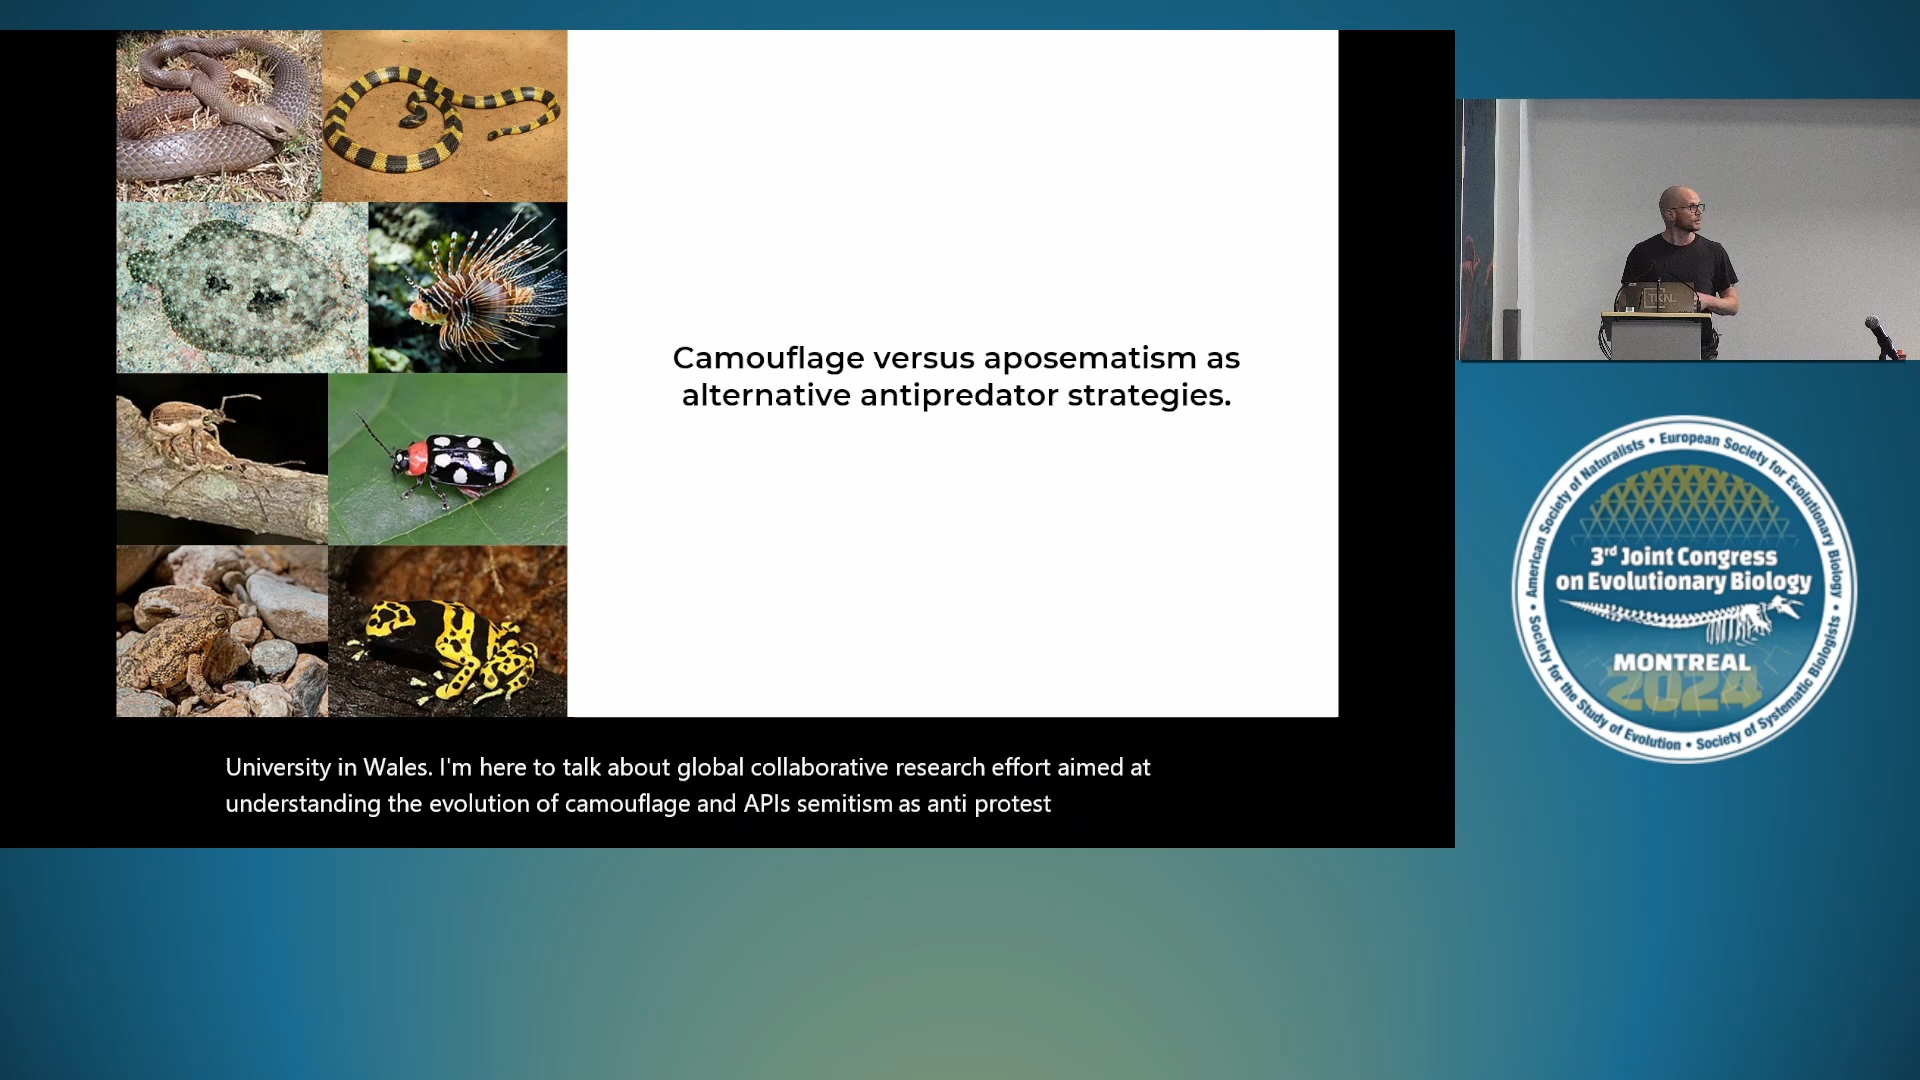 Camouflage versus aposematism as
alternative antipredator strategies.
University in Wales. I'm here to talk about global collaborative research effort aimed at
understanding the evolution of camouflage and APIs semitism as anti protest
American Society of Naturalists • European Society for Evolutionary Biology •
Society for the Study of Evolution • Society of Systematic Biologists •
3rd Joint Congress
on Evolutionary Biology
MONTREAL
2024